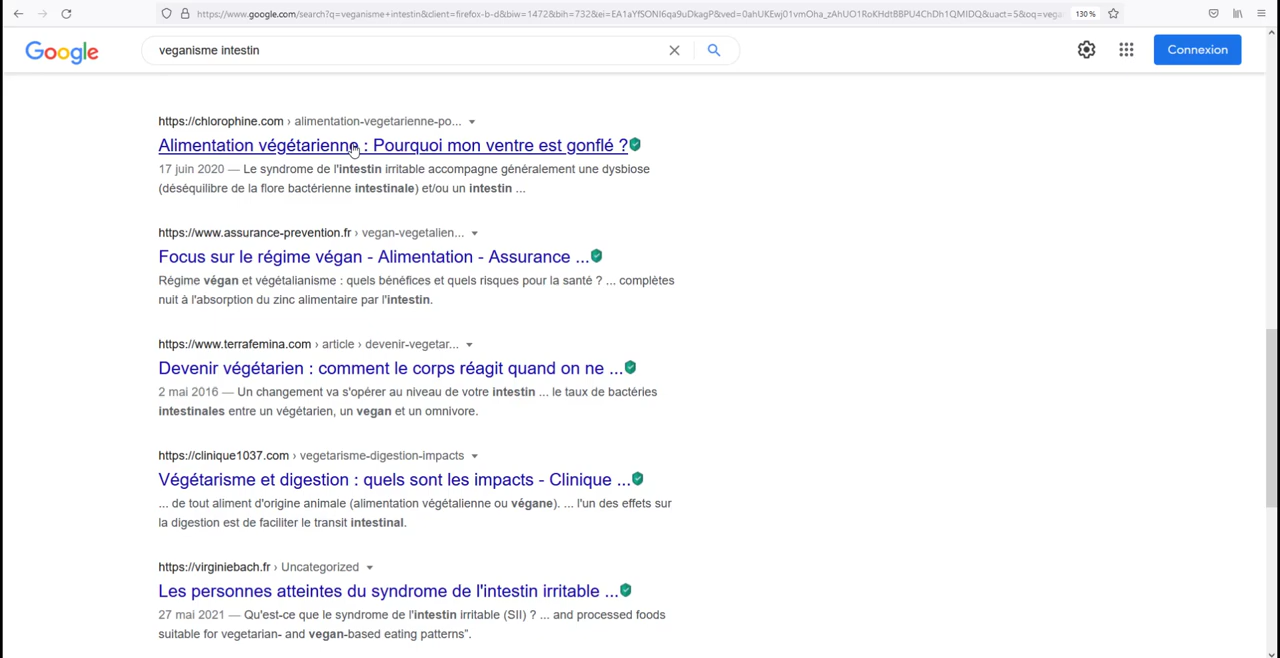 https://www.google.com/search?q=veganisme+intestin&client=firefox-b-d&biw=1472&bih=732&ei=EA1aYfSONI6qa9uDkagP&ved=0ahUKEwj01vmOha_zAhUO1RoKHdtBBPU4ChDh1QMIDQ&uact=5&oq=vega
130 %
Google
veganisme intestin
Connexion
https://chlorophine.com › alimentation-vegetarienne-po...
Alimentation végétarienne : Pourquoi mon ventre est gonflé ?
17 juin 2020 — Le syndrome de l'intestin irritable accompagne généralement une dysbiose
(déséquilibre de la flore bactérienne intestinale) et/ou un intestin ...
https://www.assurance-prevention.fr › vegan-vegetalien...
Focus sur le régime végan - Alimentation - Assurance ...
Régime végan et végétalianisme : quels bénéfices et quels risques pour la santé ? ... complètes
nuit à l'absorption du zinc alimentaire par l'intestin.
https://www.terrafemina.com › article › devenir-vegetar...
Devenir végétarien : comment le corps réagit quand on ne ...
2 mai 2016 — Un changement va s'opérer au niveau de votre intestin ... le taux de bactéries
intestinales entre un végétarien, un vegan et un omnivore.
https://clinique1037.com › vegetarisme-digestion-impacts
Végétarisme et digestion : quels sont les impacts - Clinique ...
... de tout aliment d'origine animale (alimentation végétalienne ou végane). ... l'un des effets sur
la digestion est de faciliter le transit intestinal.
https://virginiebach.fr › Uncategorized
Les personnes atteintes du syndrome de l'intestin irritable ...
27 mai 2021 — Qu'est-ce que le syndrome de l'intestin irritable (SII) ? ... and processed foods
suitable for vegetarian- and vegan-based eating patterns".